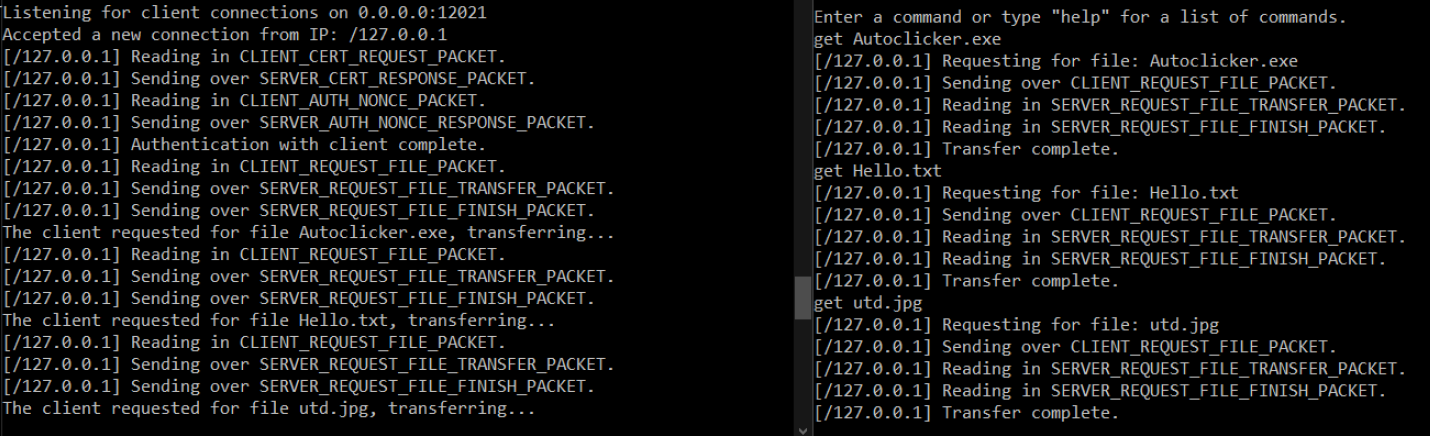 Listening for client connections on 0.0.0.0:12021
Accepted a new connection from IP: /127.0.0.1
[/127.0.0.1] Reading in CLIENT_CERT_REQUEST_PACKET.
[/127.0.0.1] Sending over SERVER_CERT_RESPONSE_PACKET.
[/127.0.0.1] Reading in CLIENT_AUTH_NONCE_PACKET.
[/127.0.0.1] Sending over SERVER_AUTH_NONCE_RESPONSE_PACKET.
[/127.0.0.1] Authentication with client complete.
[/127.0.0.1] Reading in CLIENT_REQUEST_FILE_PACKET.
[/127.0.0.1] Sending over SERVER_REQUEST_FILE_TRANSFER_PACKET.
[/127.0.0.1] Sending over SERVER_REQUEST_FILE_FINISH_PACKET.
The client requested for file Autoclicker.exe, transferring...
[/127.0.0.1] Reading in CLIENT_REQUEST_FILE_PACKET.
[/127.0.0.1] Sending over SERVER_REQUEST_FILE_TRANSFER_PACKET.
[/127.0.0.1] Sending over SERVER_REQUEST_FILE_FINISH_PACKET.
The client requested for file Hello.txt, transferring...
[/127.0.0.1] Reading in CLIENT_REQUEST_FILE_PACKET.
[/127.0.0.1] Sending over SERVER_REQUEST_FILE_TRANSFER_PACKET.
[/127.0.0.1] Sending over SERVER_REQUEST_FILE_FINISH_PACKET.
The client requested for file utd.jpg, transferring...
Enter a command or type "help" for a list of commands.
get Autoclicker.exe
[/127.0.0.1] Requesting for file: Autoclicker.exe
[/127.0.0.1] Sending over CLIENT_REQUEST_FILE_PACKET.
[/127.0.0.1] Reading in SERVER_REQUEST_FILE_TRANSFER_PACKET.
[/127.0.0.1] Reading in SERVER_REQUEST_FILE_FINISH_PACKET.
[/127.0.0.1] Transfer complete.
get Hello.txt
[/127.0.0.1] Requesting for file: Hello.txt
[/127.0.0.1] Sending over CLIENT_REQUEST_FILE_PACKET.
[/127.0.0.1] Reading in SERVER_REQUEST_FILE_TRANSFER_PACKET.
[/127.0.0.1] Reading in SERVER_REQUEST_FILE_FINISH_PACKET.
[/127.0.0.1] Transfer complete.
get utd.jpg
[/127.0.0.1] Requesting for file: utd.jpg
[/127.0.0.1] Sending over CLIENT_REQUEST_FILE_PACKET.
[/127.0.0.1] Reading in SERVER_REQUEST_FILE_TRANSFER_PACKET.
[/127.0.0.1] Reading in SERVER_REQUEST_FILE_FINISH_PACKET.
[/127.0.0.1] Transfer complete.